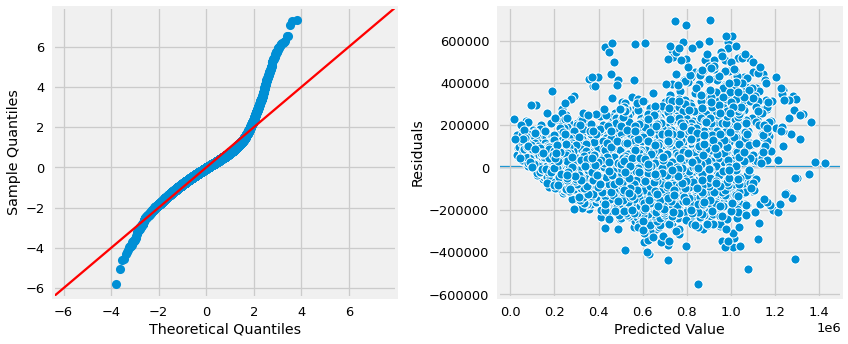 Sample Quantiles
6
4
2
0
−2
−4
−6
−6 −4 −2 0 2 4 6
Theoretical Quantiles
Residuals
600000
400000
200000
0
−200000
−400000
−600000
0.0 0.2 0.4 0.6 0.8 1.0 1.2 1.4
1e6
Predicted Value